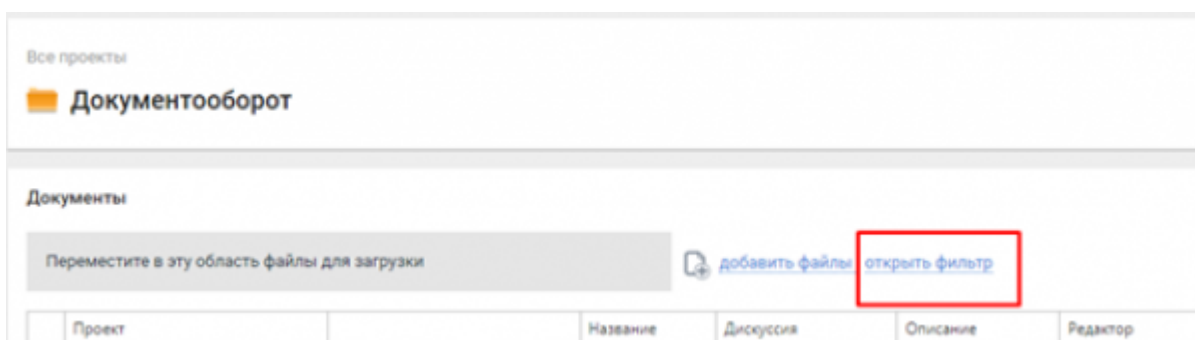 Все проекты
Документооборот
Документы
Переместите в эту область файлы для загрузки
добавить файлы открыть фильтр
Проект Название Дискуссия Описание Редактор